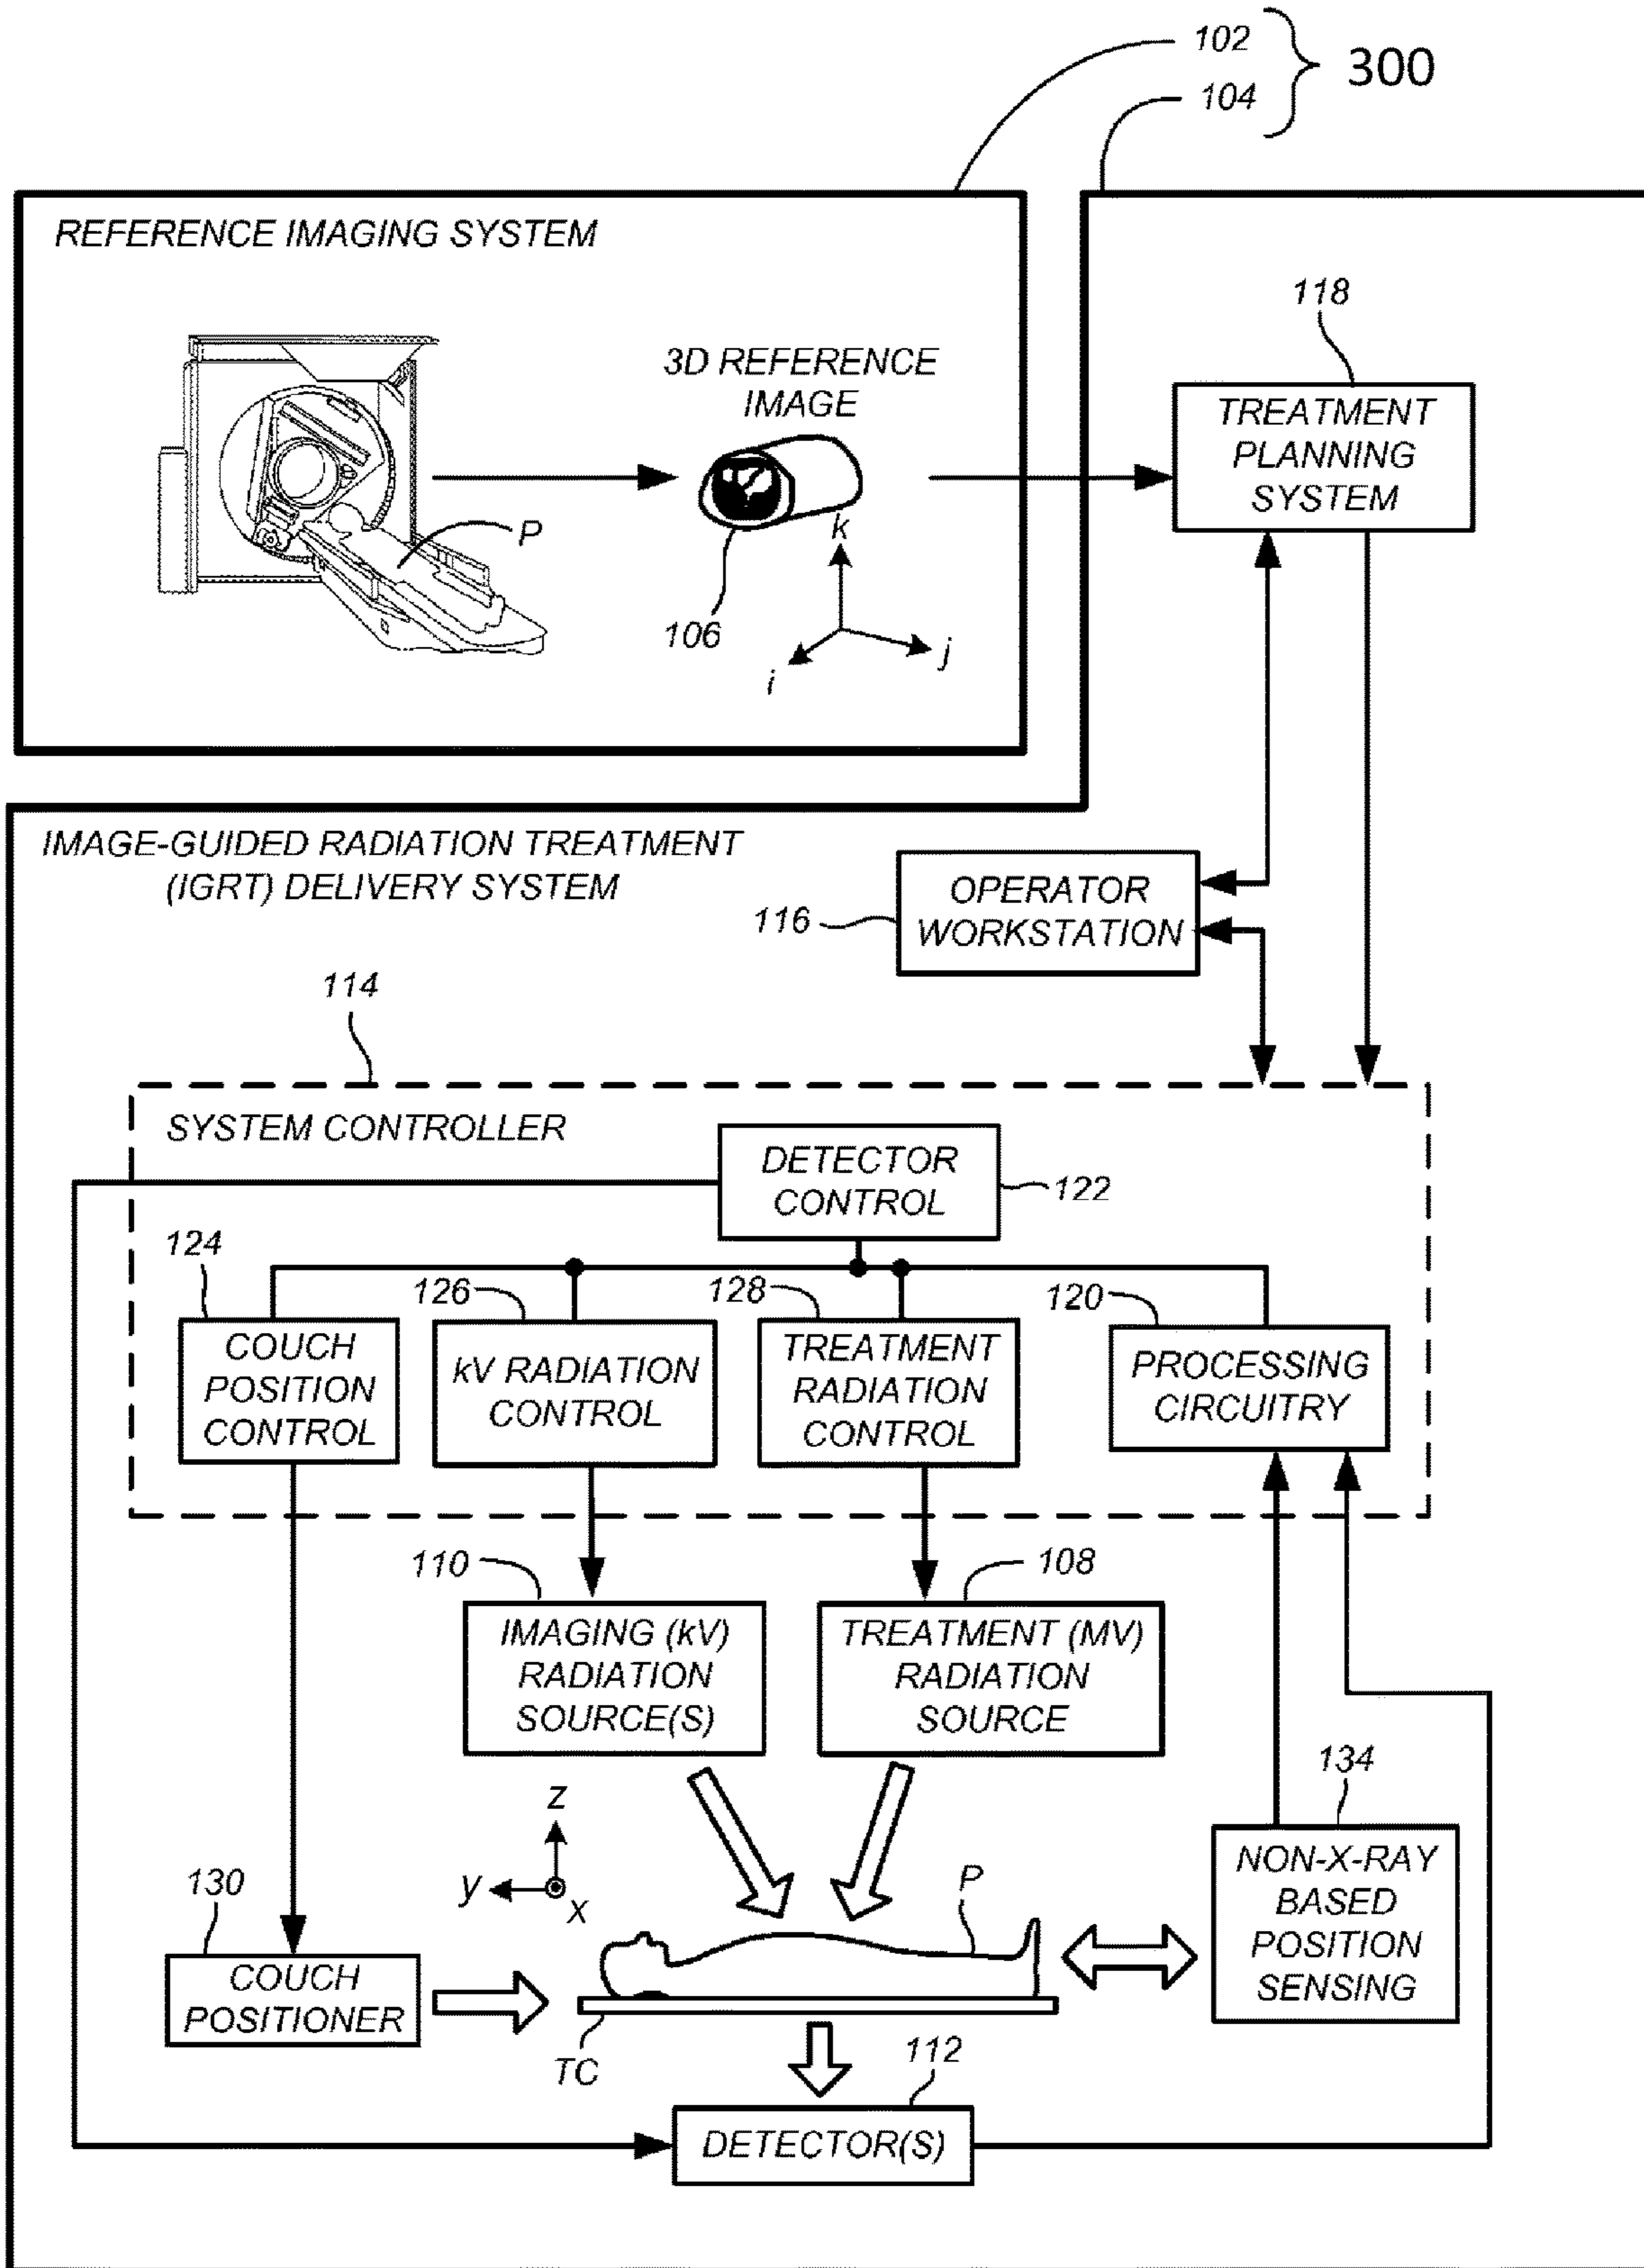 102
104
300
REFERENCE IMAGING SYSTEM
118
3D REFERENCE
IMAGE
TREATMENT
PLANNING
SYSTEM
P
k
106
j
i
IMAGE-GUIDED RADIATION TREATMENT
(IGRT) DELIVERY SYSTEM
OPERATOR
WORKSTATION
116
114
SYSTEM CONTROLLER
DETECTOR
CONTROL
122
124
126
128
120
COUCH
POSITION
CONTROL
kV RADIATION
CONTROL
TREATMENT
RADIATION
CONTROL
PROCESSING
CIRCUITRY
110
108
IMAGING (kV)
RADIATION
SOURCE(S)
TREATMENT (MV)
RADIATION
SOURCE
134
z
y
x
NON-X-RAY
BASED
POSITION
SENSING
130
P
COUCH
POSITIONER
TC
112
DETECTOR(S)